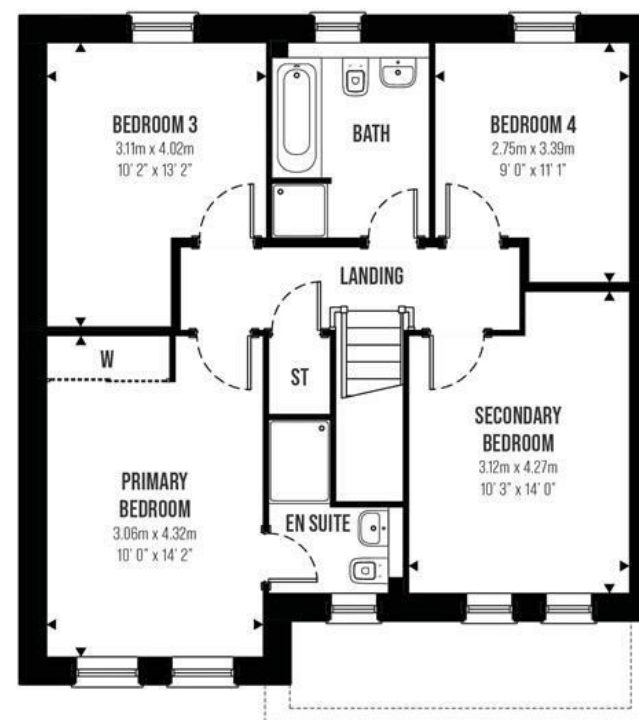 BEDROOM 3
3.11m x 4.02m
10' 2" x 13' 2"
BATH
BEDROOM 4
2.75m x 3.39m
9' 0" x 11' 1"
LANDING
W
ST
PRIMARY
BEDROOM
3.06m x 4.32m
10' 0" x 14' 2"
EN SUITE
SECONDARY
BEDROOM
3.12m x 4.27m
10' 3" x 14' 0"